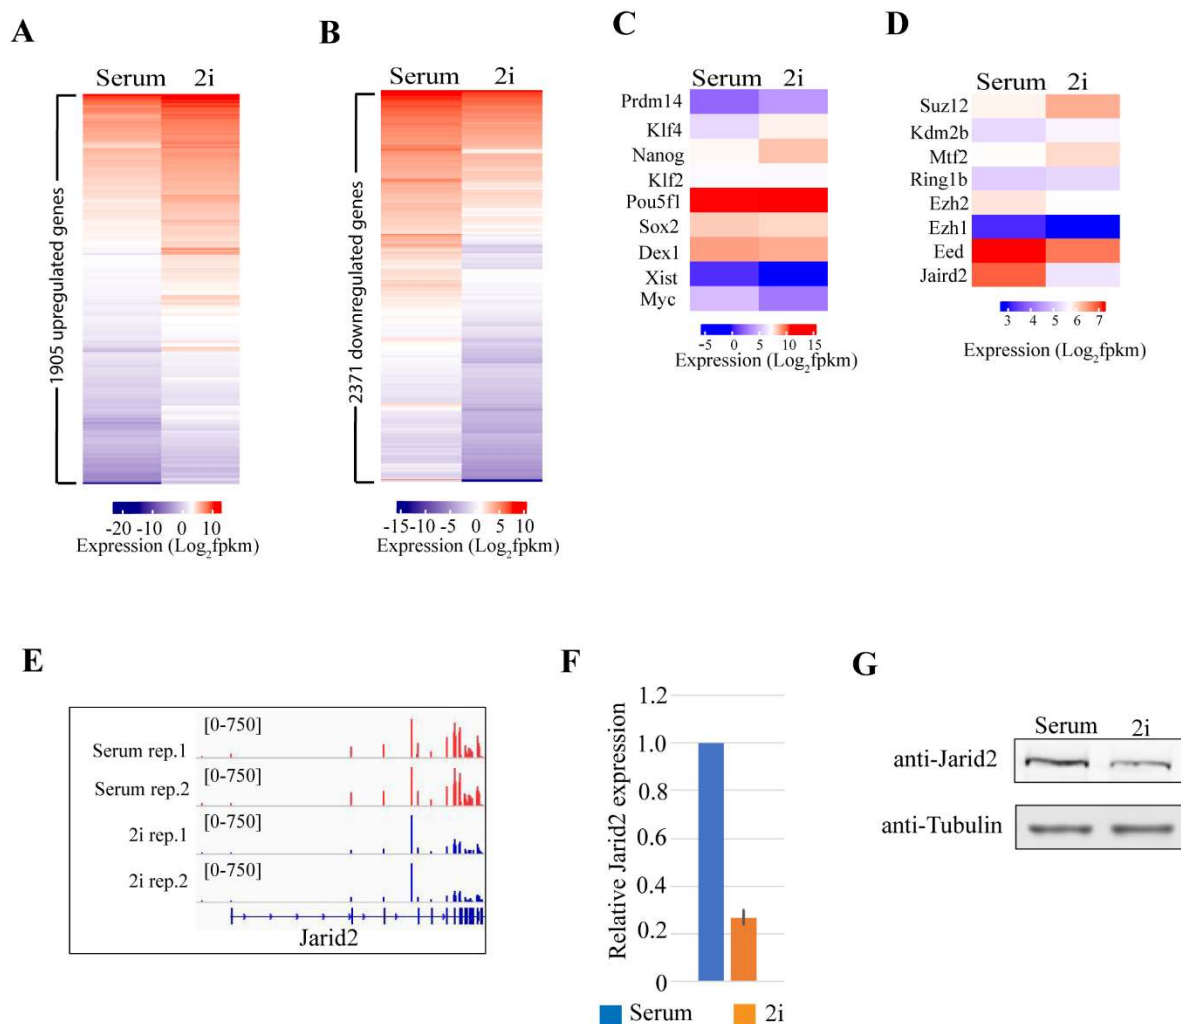 A
Serum 2i
1905 upregulated genes
-20 -10 0 10
Expression (Log2fpkm)
B
Serum 2i
2371 downregulated genes
-15 -10 -5 0 5 10
Expression (Log2fpkm)
C
Serum 2i
Prdm14
Klf4
Nanog
Klf2
Pou5f1
Sox2
Dex1
Xist
Myc
-5 0 5 10 15
Expression (Log2fpkm)
D
Serum 2i
Suz12
Kdm2b
Mtf2
Ring1b
Ezh2
Ezh1
Eed
Jaird2
3 4 5 6 7
Expression (Log2fpkm)
E
[0-750]
Serum rep.1
[0-750]
Serum rep.2
[0-750]
2i rep.1
[0-750]
2i rep.2
Jarid2
F
Relative Jarid2 expression
1.2
1.0
0.8
0.6
0.4
0.2
0
Serum 2i
G
Serum 2i
anti-Jarid2
anti-Tubulin